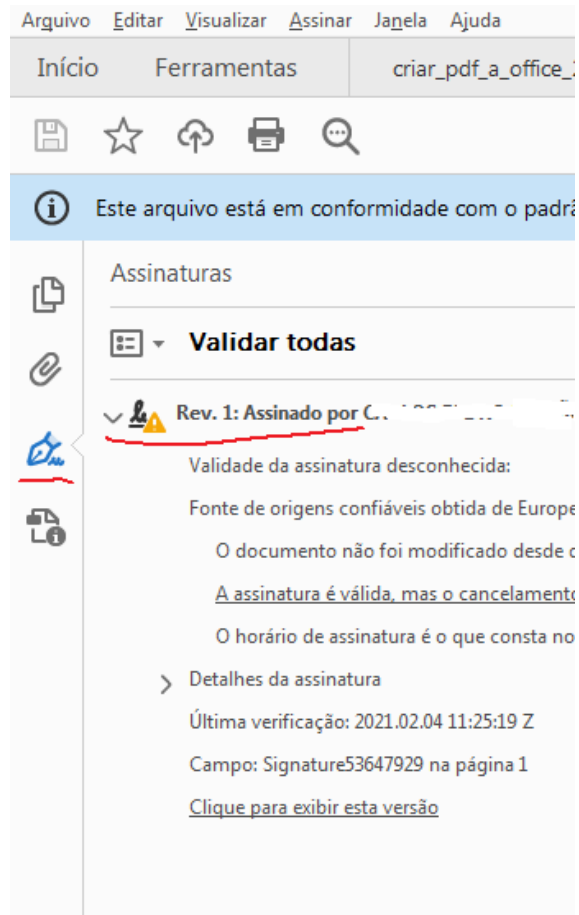 Arquivo Editar Visualizar Assinar Janela Ajuda
Início Ferramentas criar_pdf_a_office_
Este arquivo está em conformidade com o padrã
Assinaturas
Validar todas
Rev. 1: Assinado por
Validade da assinatura desconhecida:
Fonte de origens confiáveis obtida de Europe
O documento não foi modificado desde
A assinatura é válida, mas o cancelamento
O horário de assinatura é o que consta no
Detalhes da assinatura
Última verificação: 2021.02.04 11:25:19 Z
Campo: Signature53647929 na página 1
Clique para exibir esta versão